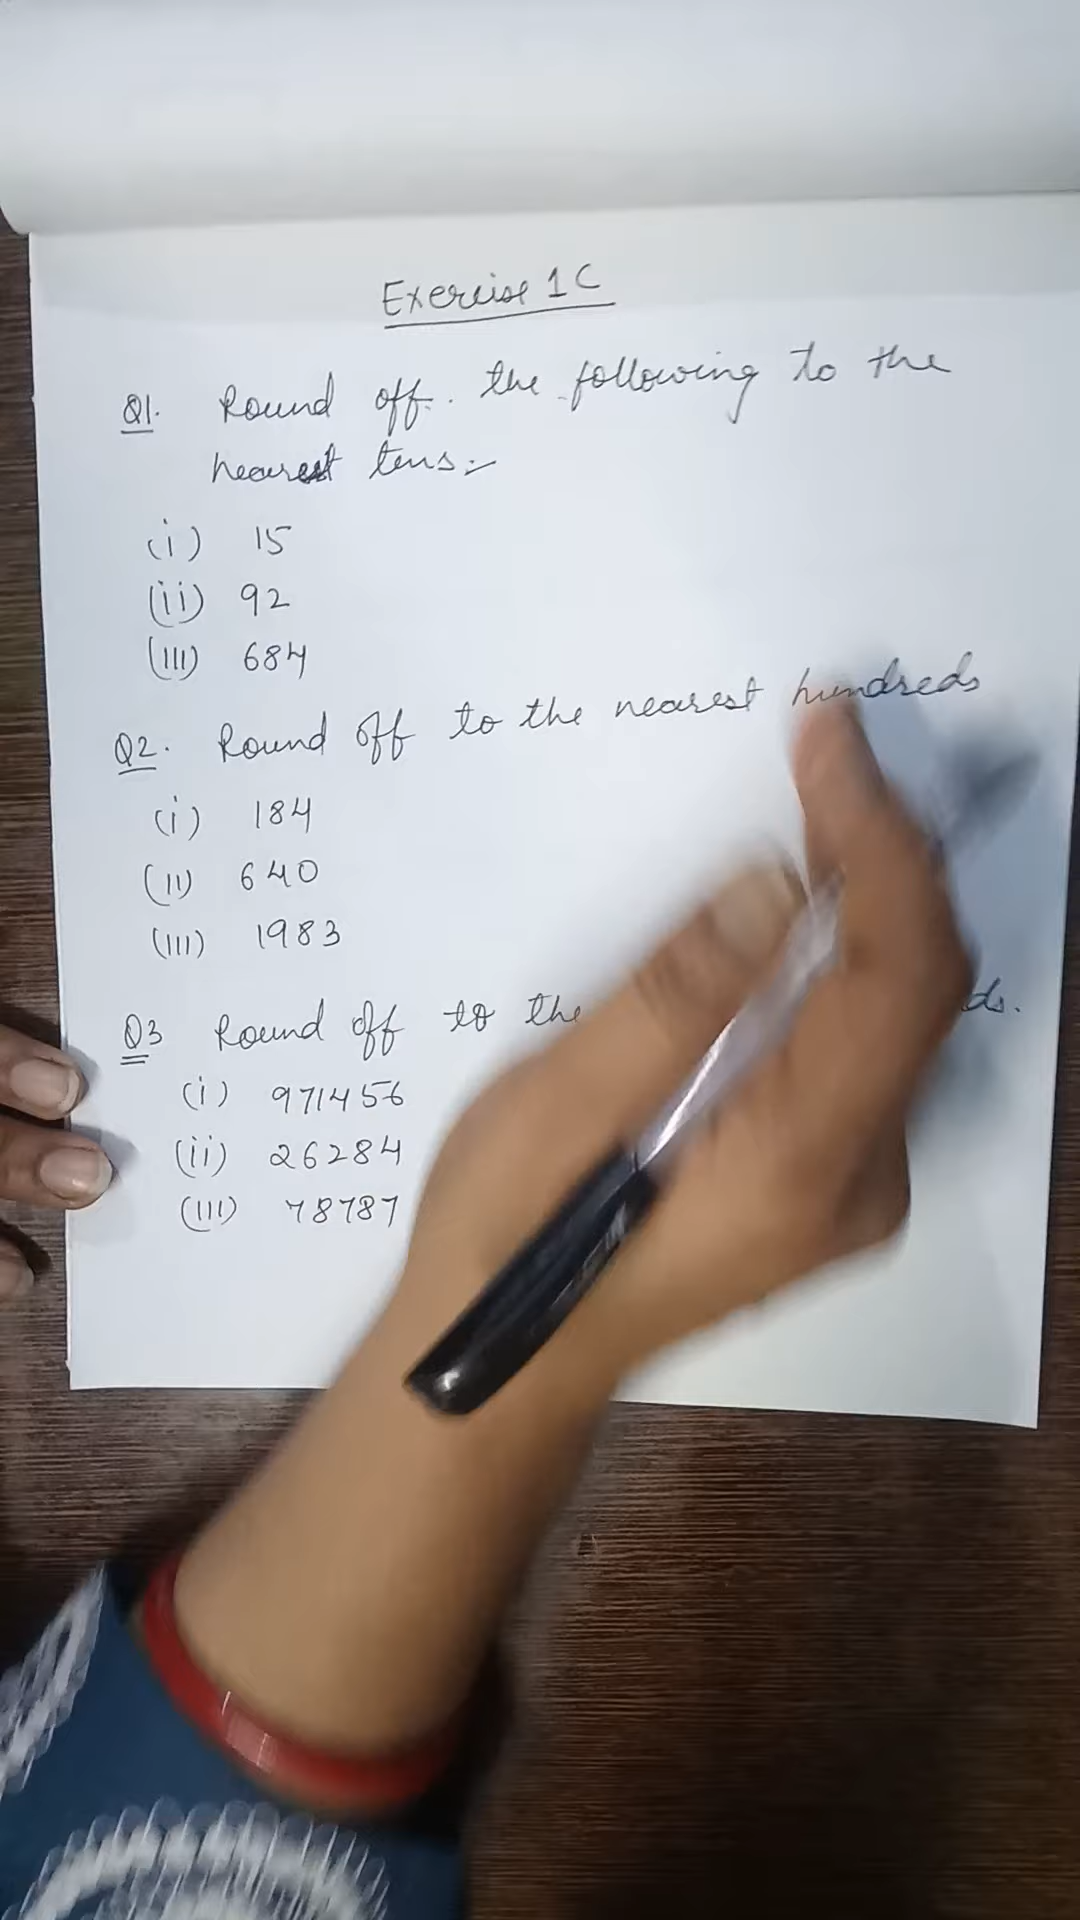 Exercise 1C
Q1. Round off. the following to the
nearest tens:-
(i) 15
(ii) 92
(III) 684
Q2. Round off to the nearest hundreds
(i) 184
(II) 640
(III) 1983
Q3 Round off to the ds.
(i) 971456
(ii) 26284
(III) 78787